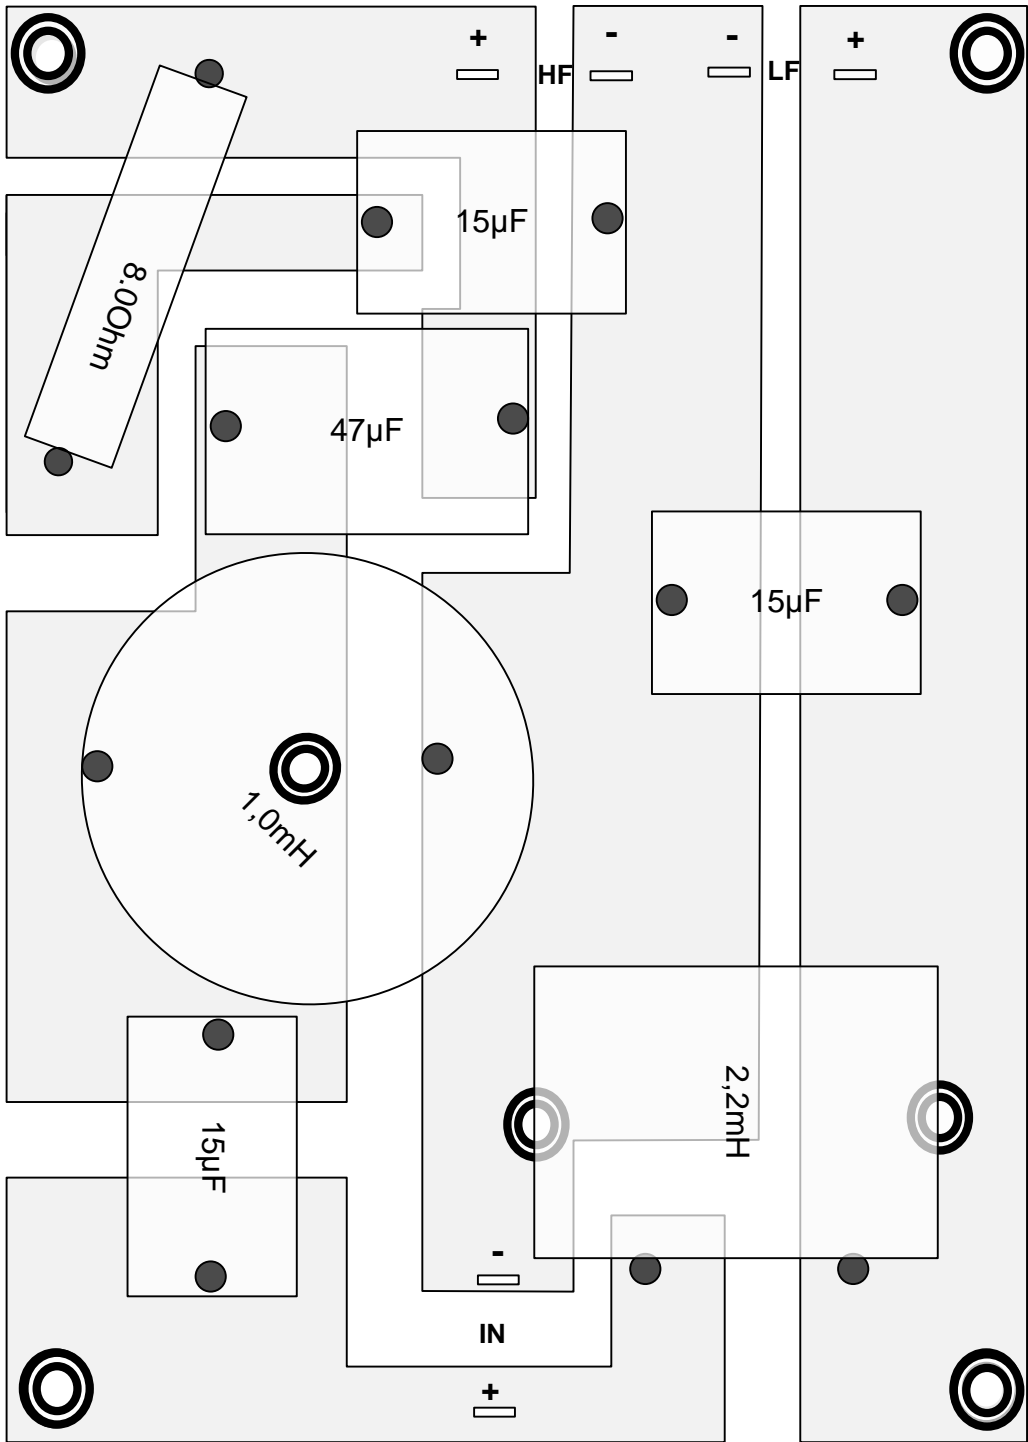 + - - +
HF LF
15µF
8.0Ohm
47µF
15µF
1,0mH
2,2mH
15µF
-
IN
+